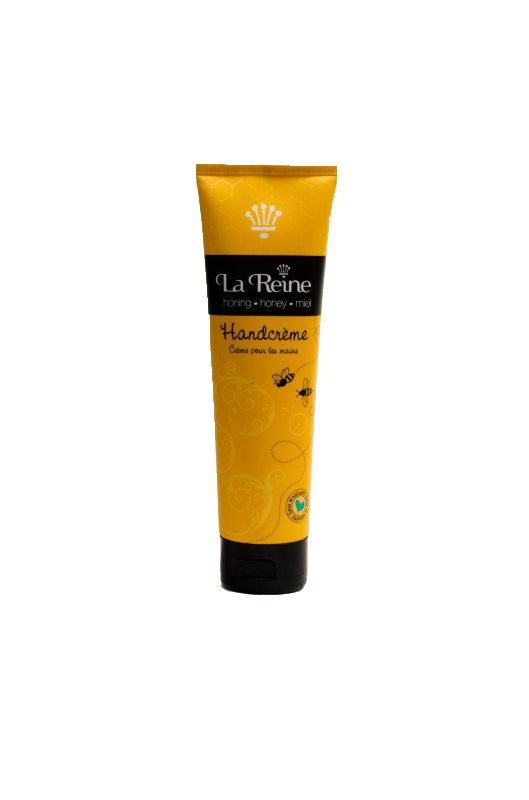 La Reine
honing • honey • miel
Handcrème
Crème pour les mains